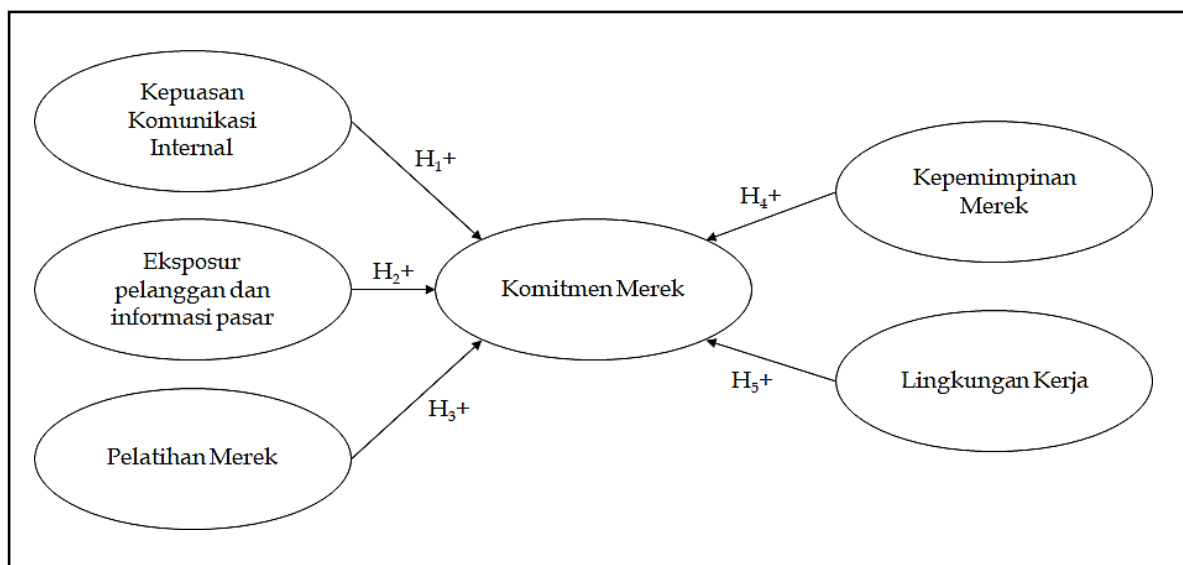 Kepuasan
Komunikasi
Internal
H₁+
Eksposur
pelanggan dan
informasi pasar
H₂+
Pelatihan Merek
H₃+
Komitmen Merek
Kepemimpinan
Merek
H₄+
Lingkungan Kerja
H₅+